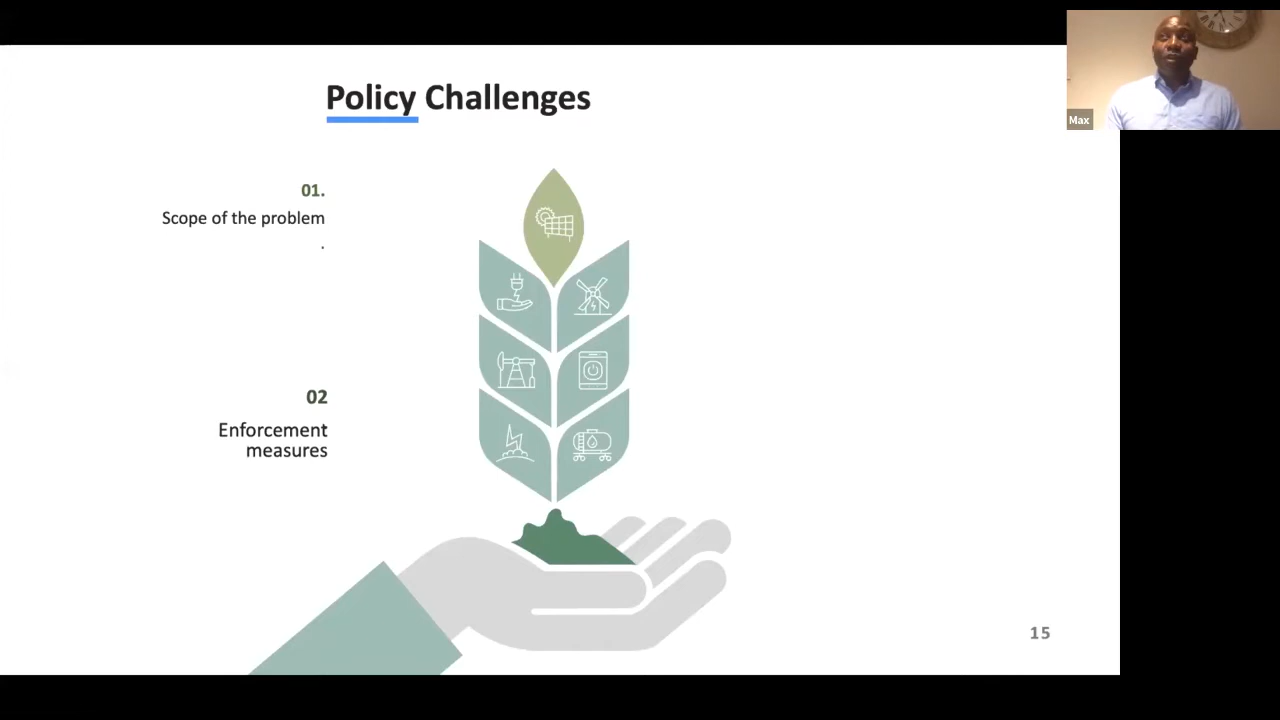 Policy Challenges
01.
Scope of the problem
.
02
Enforcement
measures
15
Max